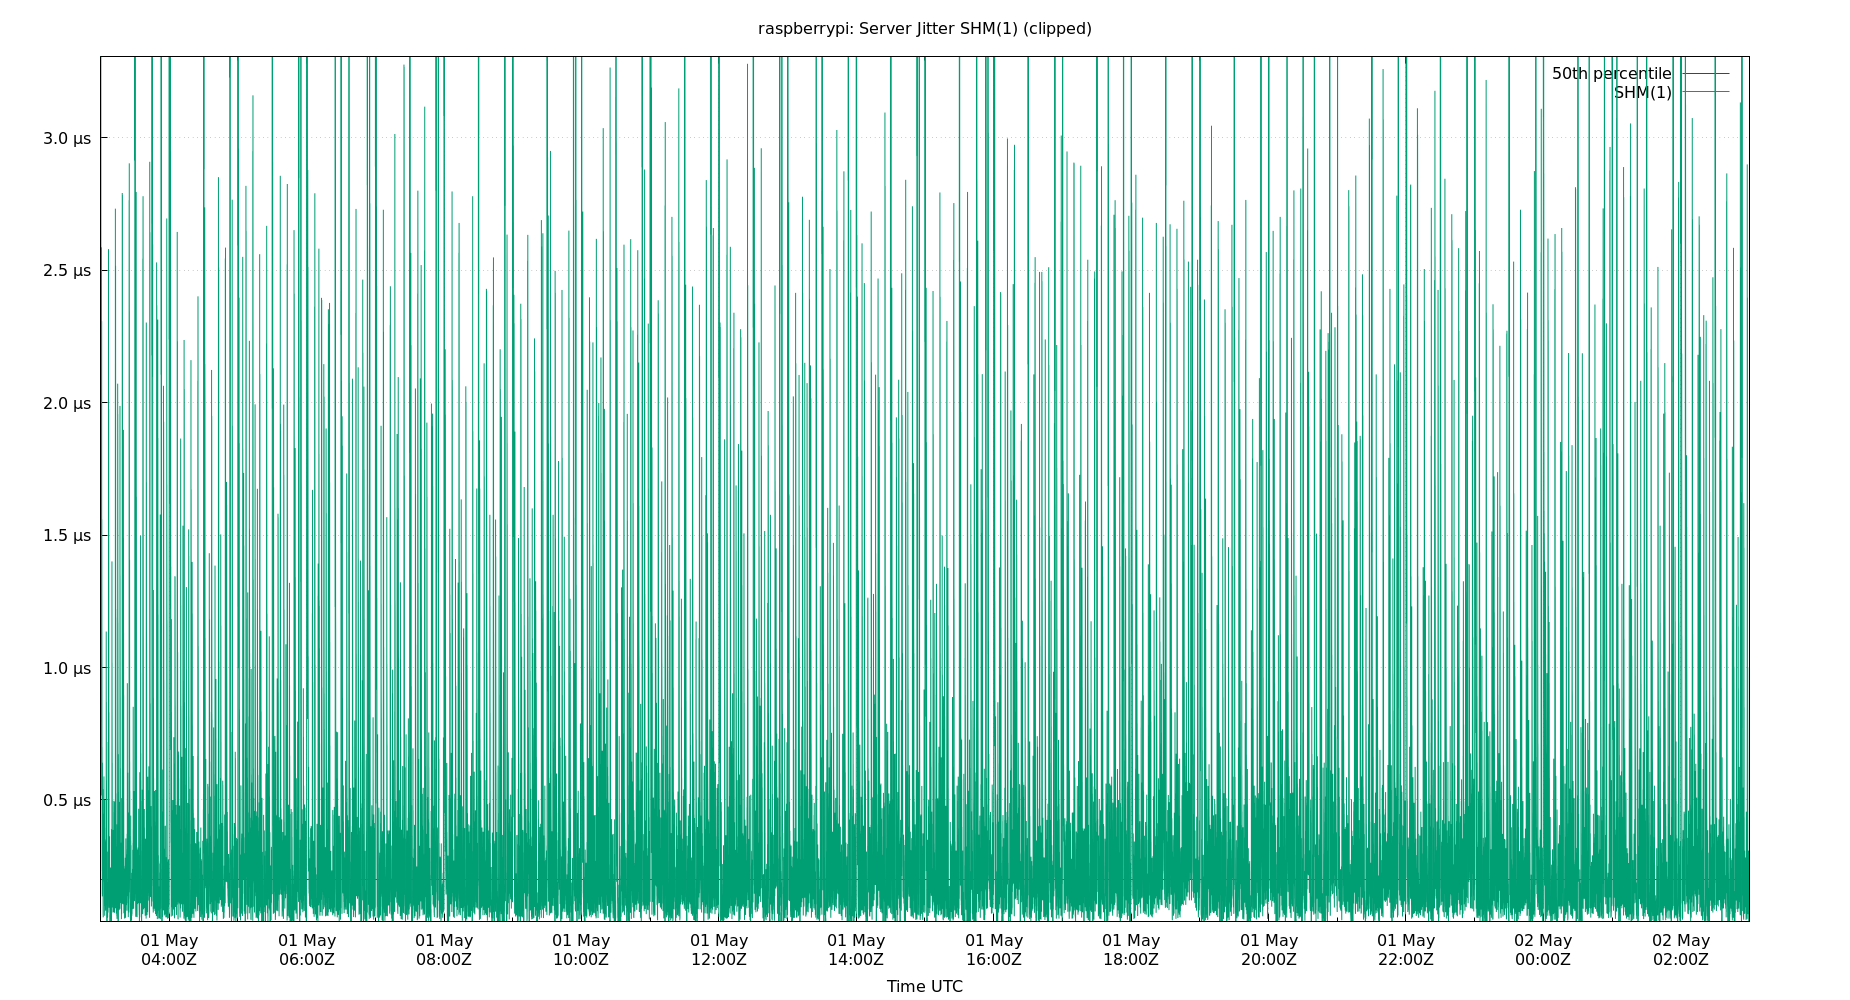 raspberrypi: Server Jitter SHM(1) (clipped)
50th percentile
SHM(1)
3.0 µs
2.5 µs
2.0 µs
1.5 µs
1.0 µs
0.5 µs
01 May 01 May 01 May 01 May 01 May 01 May 01 May 01 May 01 May 01 May 02 May 02 May
04:00Z 06:00Z 08:00Z 10:00Z 12:00Z 14:00Z 16:00Z 18:00Z 20:00Z 22:00Z 00:00Z 02:00Z
Time UTC